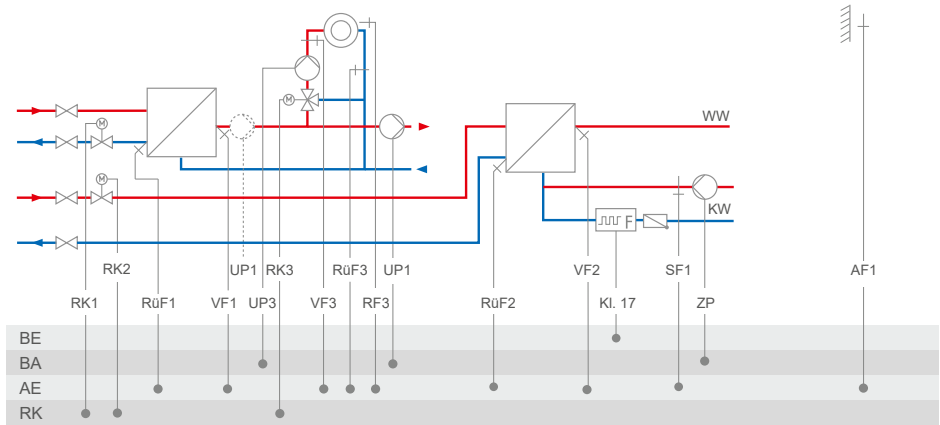 WW
M
M
M
F
KW
UP1
RK3
RüF3
UP1
RK2
VF2
SF1
AF1
RK1
RüF1
VF1
UP3
VF3
RF3
RüF2
Kl. 17
ZP
BE
BA
AE
RK